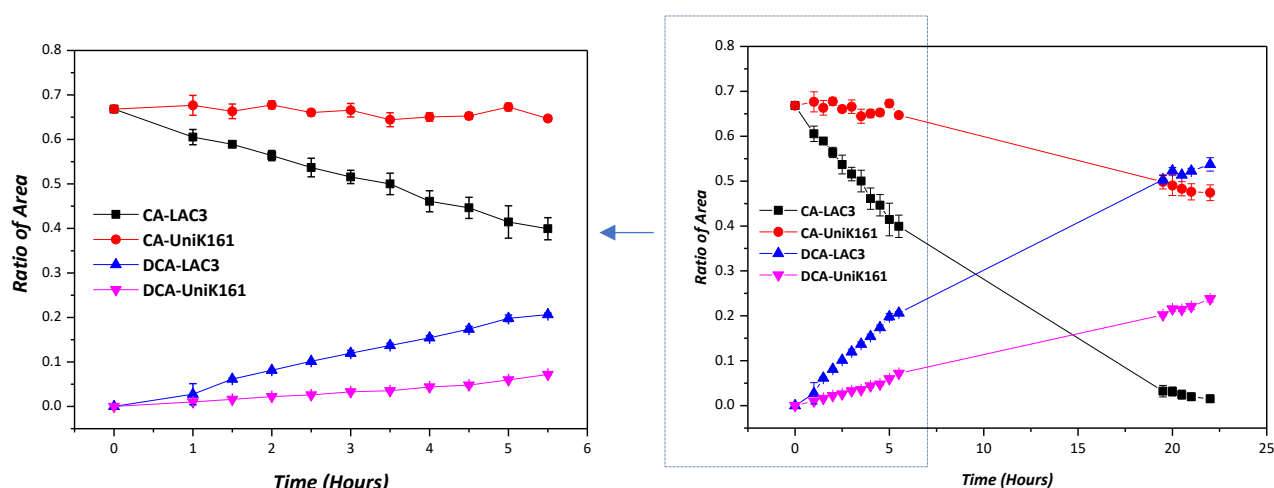 0.8
0.7
0.6
0.5
0.4
0.3
0.2
0.1
0.0
Ratio of Area
CA-LAC3
CA-UniK161
DCA-LAC3
DCA-UniK161
0 1 2 3 4 5 6
Time (Hours)
0.8
0.7
0.6
0.5
0.4
0.3
0.2
0.1
0.0
Ratio of Area
CA-LAC3
CA-UniK161
DCA-LAC3
DCA-UniK161
0 5 10 15 20 25
Time (Hours)